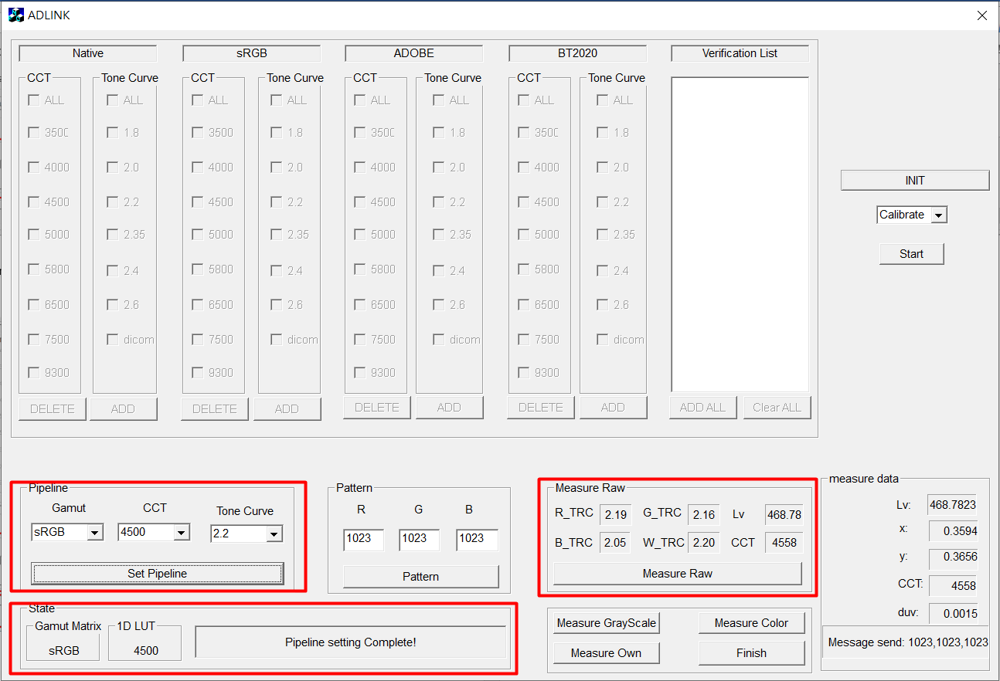 ADLINK
Native sRGB ADOBE BT2020 Verification List
CCT Tone Curve CCT Tone Curve CCT Tone Curve CCT Tone Curve
ALL ALL ALL ALL ALL ALL ALL ALL
3500 1.8 3500 1.8 3500 1.8 3500 1.8
4000 2.0 4000 2.0 4000 2.0 4000 2.0
INIT
4500 2.2 4500 2.2 4500 2.2 4500 2.2
Calibrate
5000 2.35 5000 2.35 5000 2.35 5000 2.35
Start
5800 2.4 5800 2.4 5800 2.4 5800 2.4
6500 2.6 6500 2.6 6500 2.6 6500 2.6
7500 dicom 7500 dicom 7500 dicom 7500 dicom
9300 9300 9300 9300
DELETE ADD DELETE ADD DELETE ADD DELETE ADD ADD ALL Clear ALL
Pipeline
Gamut CCT Tone Curve
sRGB 4500 2.2
Set Pipeline
Pattern
R G B
1023 1023 1023
Pattern
Measure Raw
R_TRC 2.19 G_TRC 2.16 Lv 468.78
B_TRC 2.05 W_TRC 2.20 CCT 4558
Measure Raw
measure data
Lv: 468.7823
x: 0.3594
y: 0.3656
CCT: 4558
duv: 0.0015
Message send: 1023,1023,1023
State
Gamut Matrix 1D LUT
sRGB 4500
Pipeline setting Complete!
Measure GrayScale Measure Color
Measure Own Finish